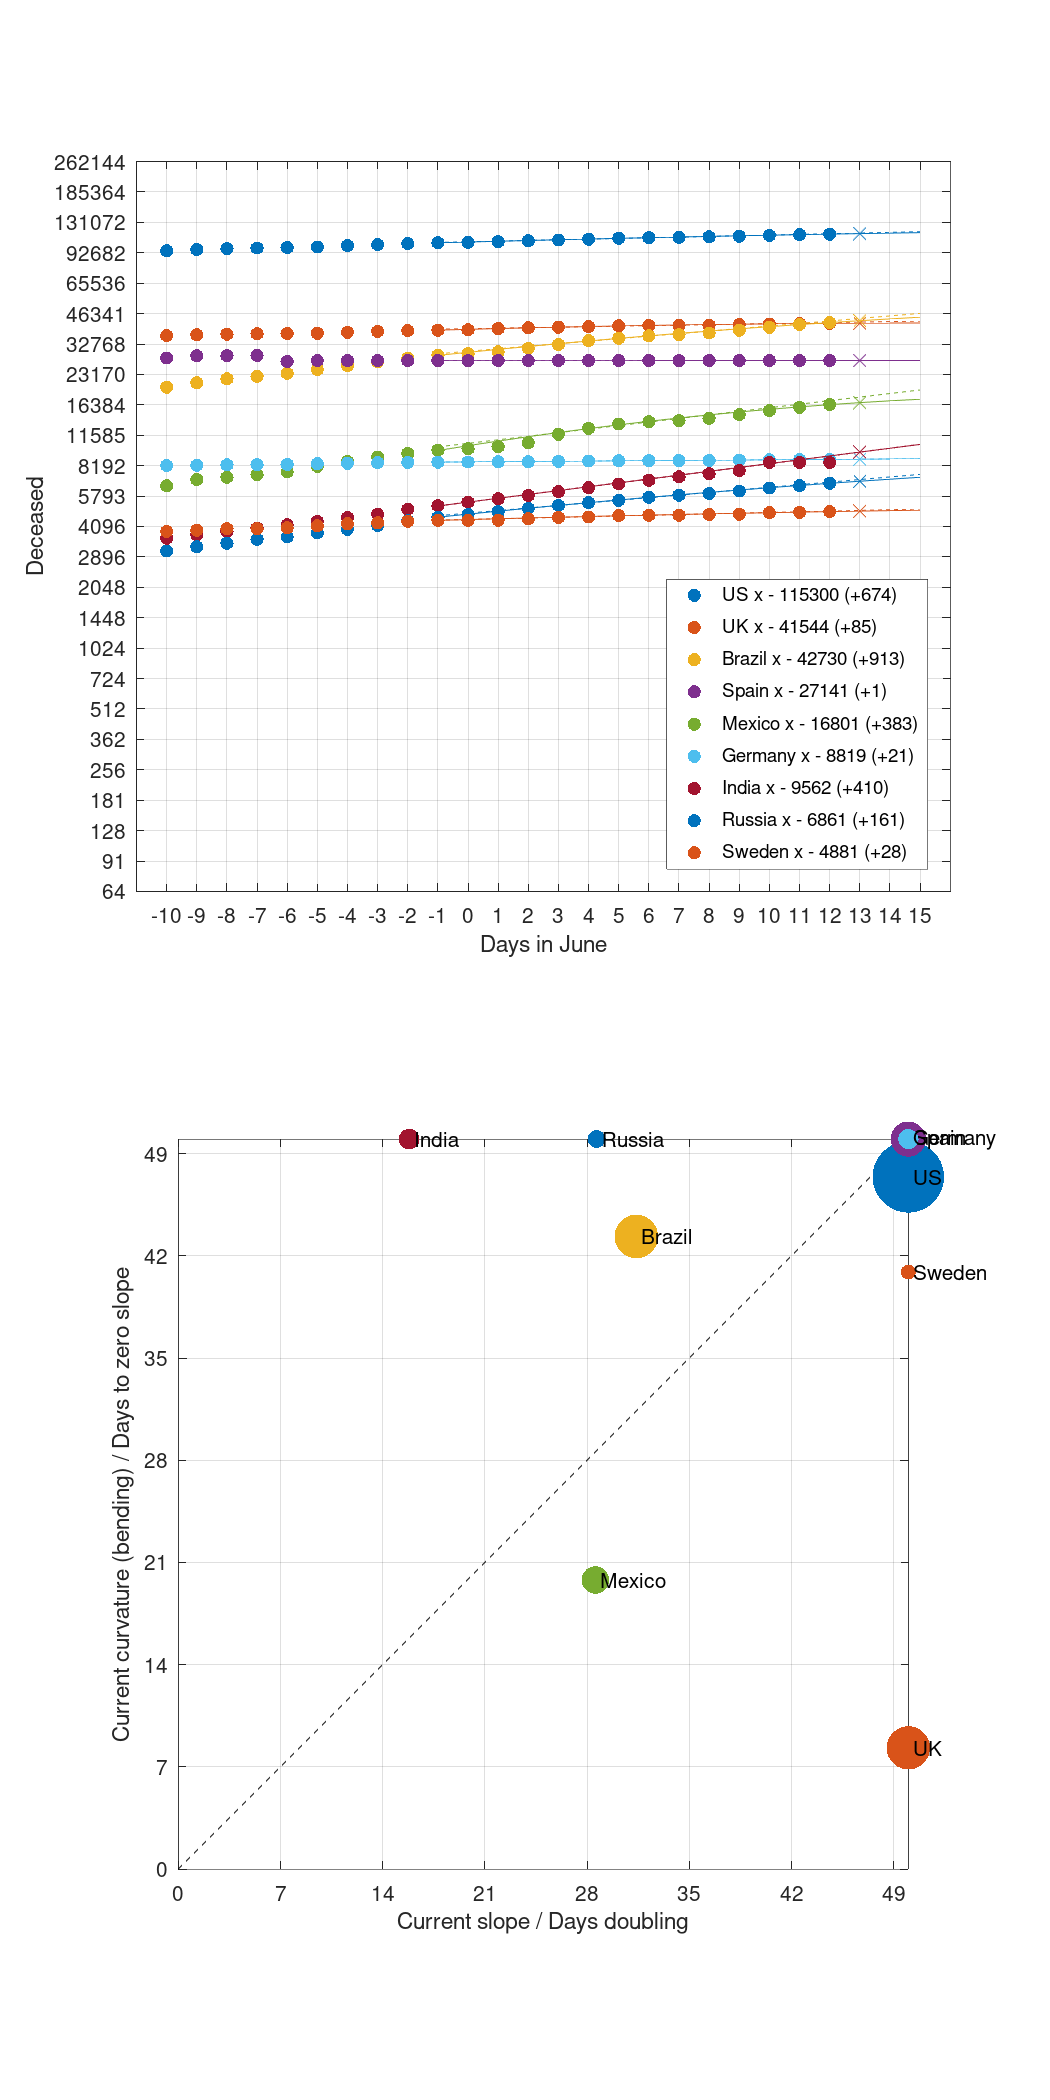 262144
185364
131072
92682
65536
46341
32768
23170
16384
11585
8192
5793
4096
2896
2048
1448
1024
724
512
362
256
181
128
91
64
Deceased
US x - 115300 (+674)
UK x - 41544 (+85)
Brazil x - 42730 (+913)
Spain x - 27141 (+1)
Mexico x - 16801 (+383)
Germany x - 8819 (+21)
India x - 9562 (+410)
Russia x - 6861 (+161)
Sweden x - 4881 (+28)
-10 -9 -8 -7 -6 -5 -4 -3 -2 -1 0 1 2 3 4 5 6 7 8 9 10 11 12 13 14 15
Days in June
India
Russia
Spain
Germany
US
Brazil
Sweden
Mexico
UK
49
42
35
28
21
14
7
0
Current curvature (bending) / Days to zero slope
0 7 14 21 28 35 42 49
Current slope / Days doubling